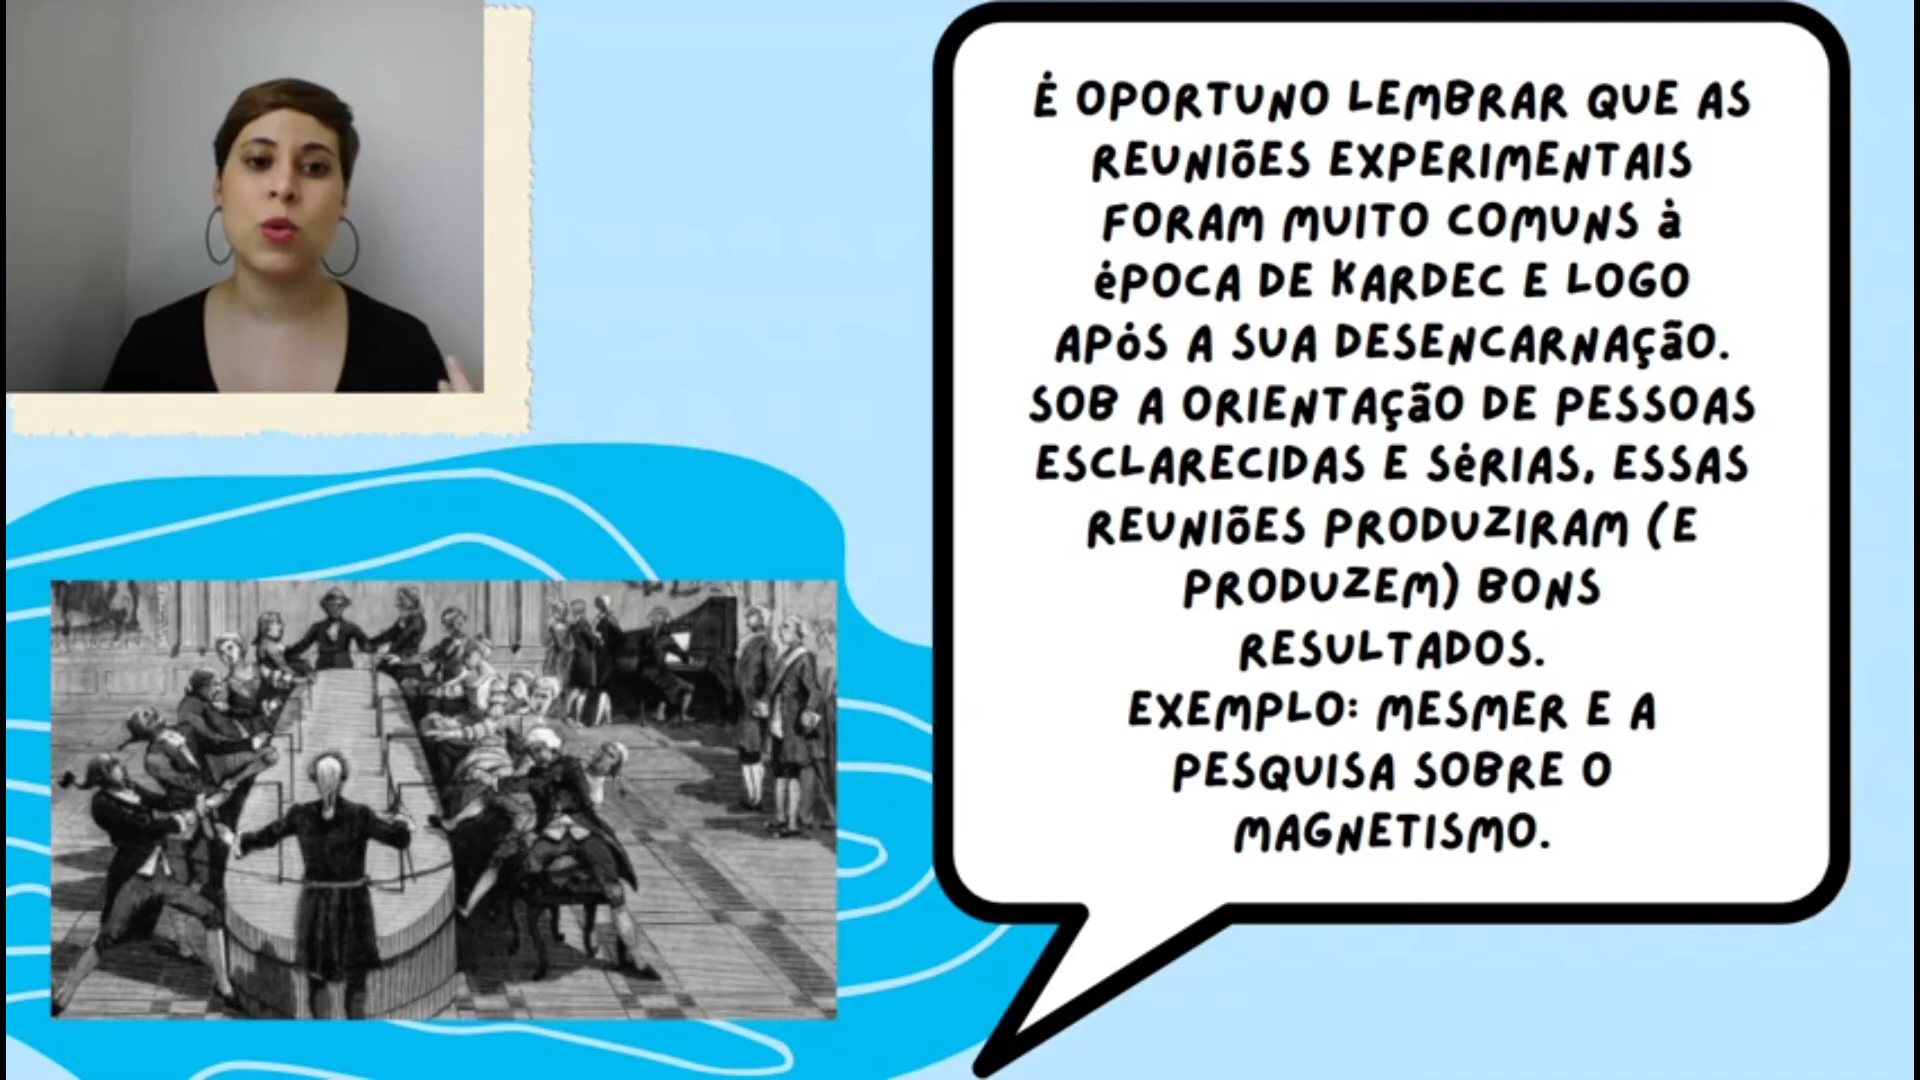 É OPORTUNO LEMBRAR QUE AS
REUNIÕES EXPERIMENTAIS
FORAM MUITO COMUNS À
ÉPOCA DE KARDEC E LOGO
APÓS A SUA DESENCARNAÇÃO.
SOB A ORIENTAÇÃO DE PESSOAS
ESCLARECIDAS E SÉRIAS, ESSAS
REUNIÕES PRODUZIRAM (E
PRODUZEM) BONS
RESULTADOS.
EXEMPLO: MESMER E A
PESQUISA SOBRE O
MAGNETISMO.